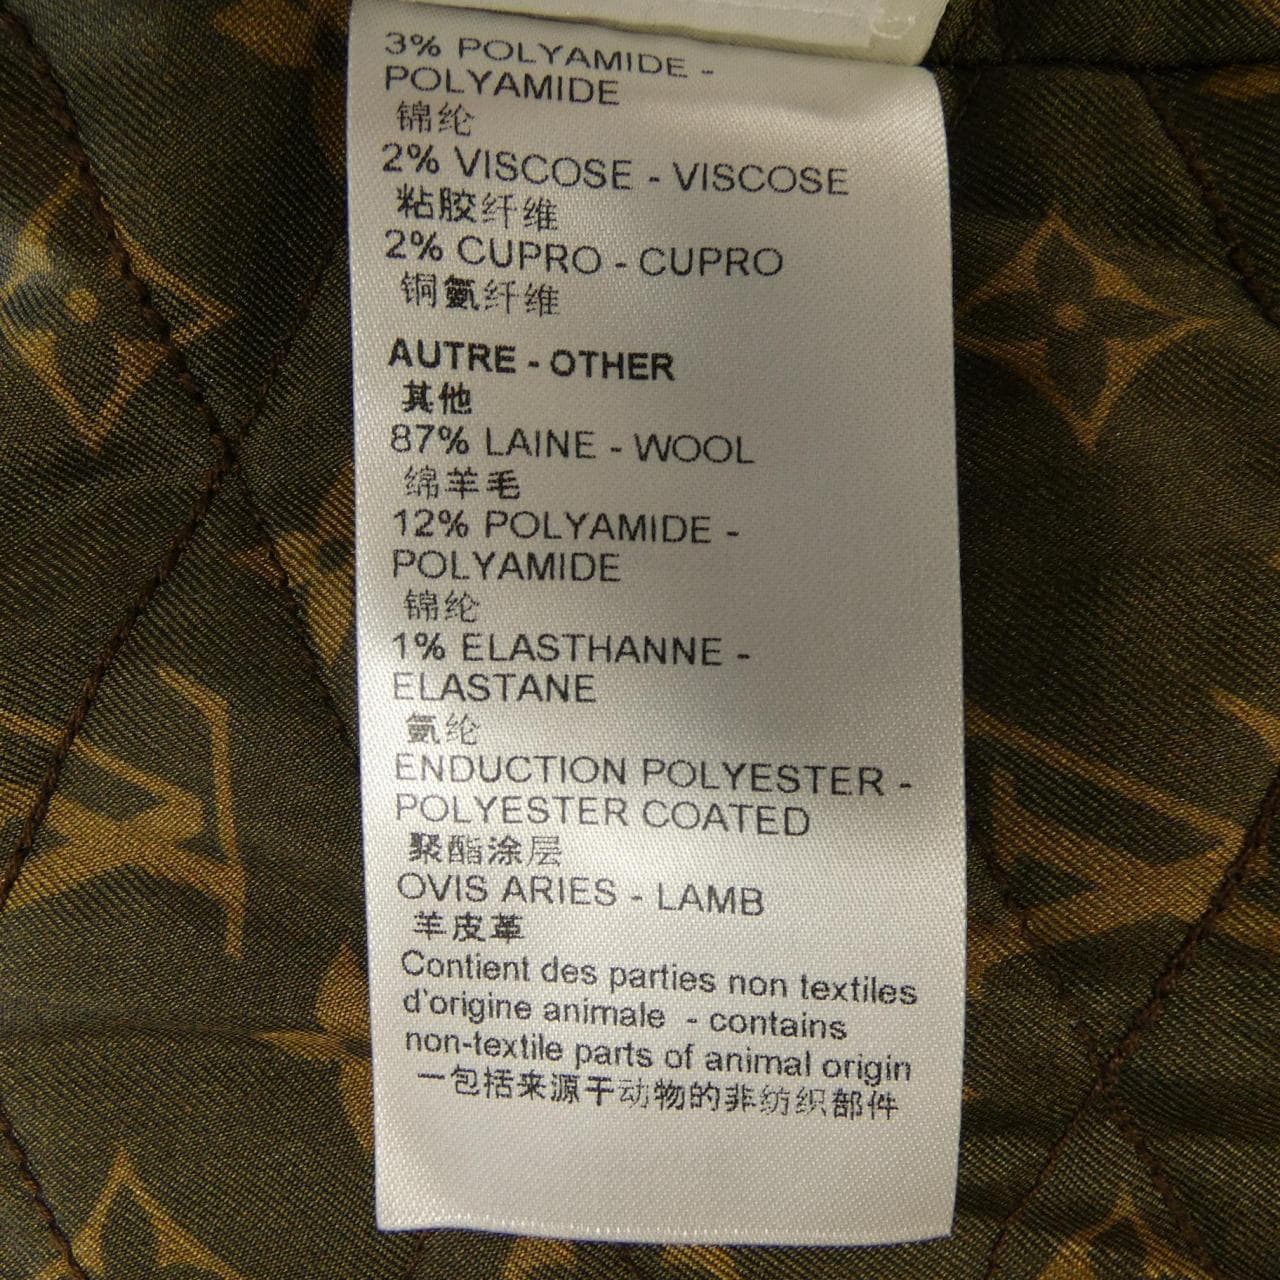 3% POLYAMIDE -
POLYAMIDE
锦纶
2% VISCOSE - VISCOSE
粘胶纤维
2% CUPRO - CUPRO
铜氨纤维
AUTRE - OTHER
其他
87% LAINE - WOOL
绵羊毛
12% POLYAMIDE -
POLYAMIDE
锦纶
1% ELASTHANNE -
ELASTANE
氨纶
ENDUCTION POLYESTER -
POLYESTER COATED
聚酯涂层
OVIS ARIES - LAMB
羊皮革
Contient des parties non textiles
d'origine animale - contains
non-textile parts of animal origin
一包括来源于动物的非纺织部件